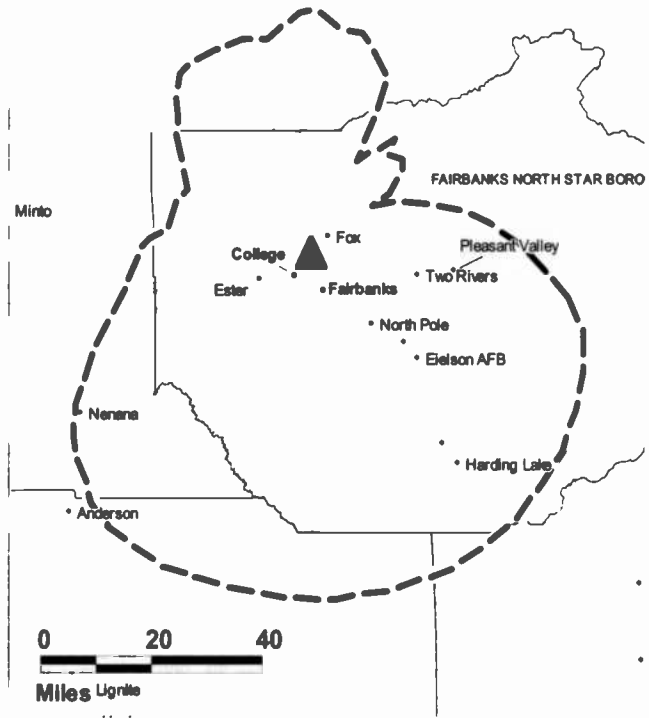 FAIRBANKS NORTH STAR BORO
Minto
Fox
College
Pleasant Valley
Ester
Fairbanks
Two Rivers
North Pole
Eielson AFB
Nenana
Harding Lake
Anderson
0 20 40
Miles
Lignite